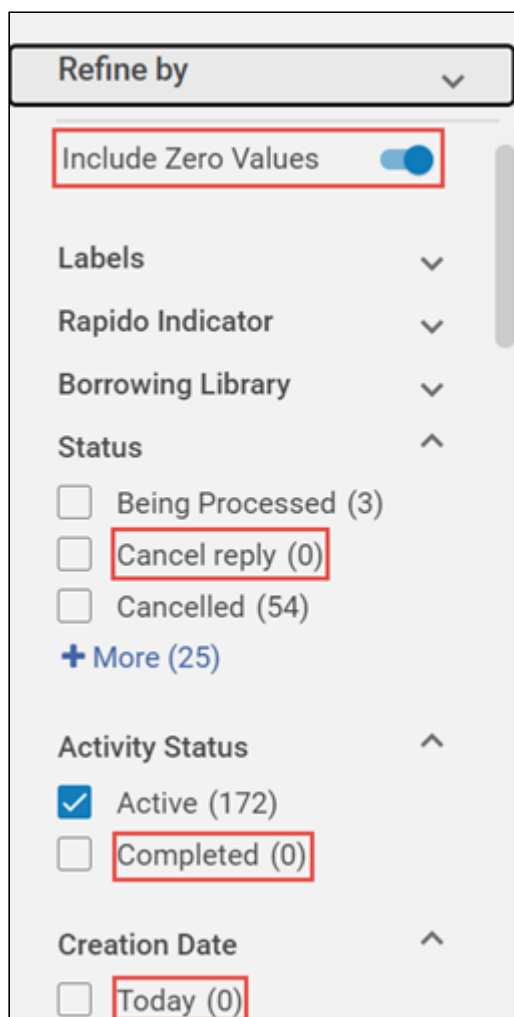 Refine by
Include Zero Values
Labels
Rapido Indicator
Borrowing Library
Status
Being Processed (3)
Cancel reply (0)
Cancelled (54)
+ More (25)
Activity Status
Active (172)
Completed (0)
Creation Date
Today (0)